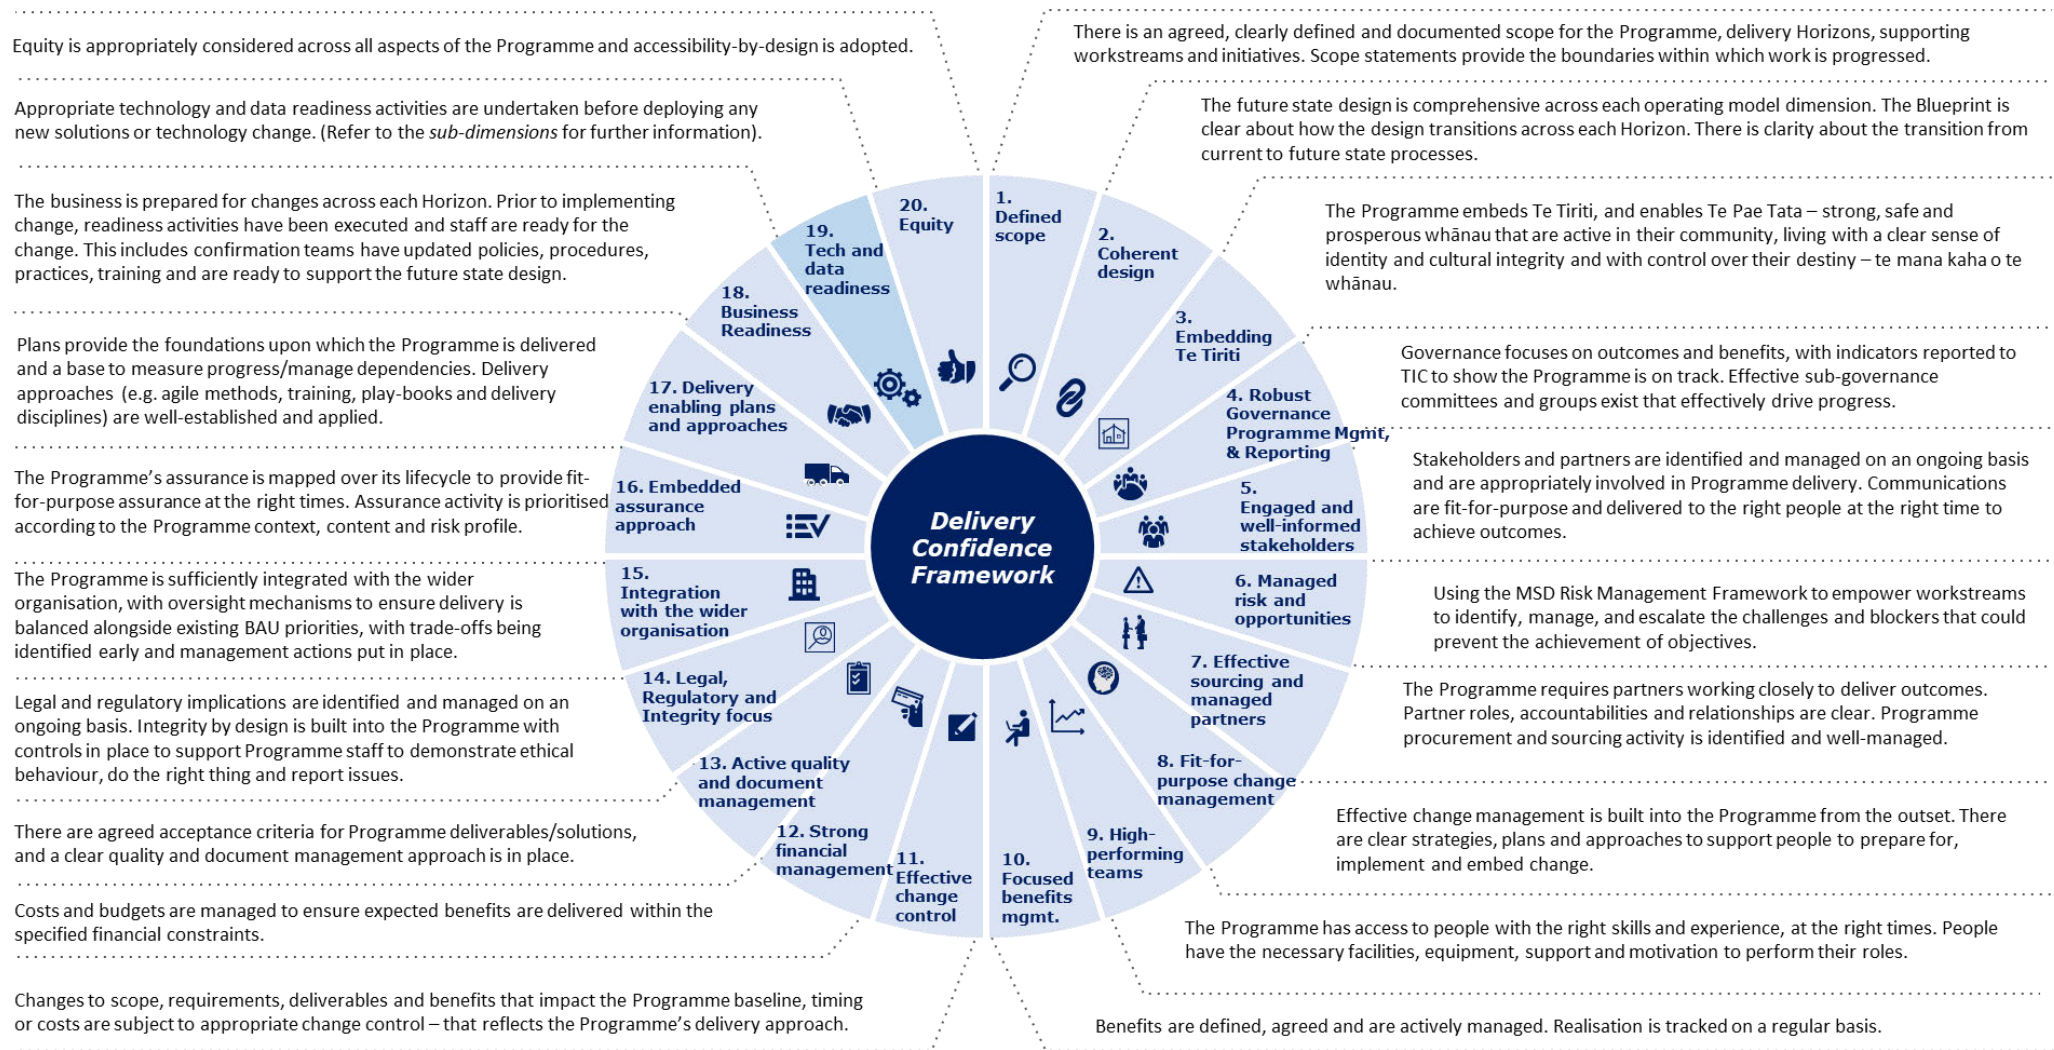 There is an agreed, clearly defined and documented scope for the Programme, delivery Horizons, supporting
workstreams and initiatives. Scope statements provide the boundaries within which work is progressed.
The future state design is comprehensive across each operating model dimension. The Blueprint is
clear about how the design transitions across each Horizon. There is clarity about the transition from
current to future state processes.
The Programme embeds Te Tiriti, and enables Te Pae Tata – strong, safe and
prosperous whānau that are active in their community, living with a clear sense of
identity and cultural integrity and with control over their destiny – te mana kaha o te
whānau.
Governance focuses on outcomes and benefits, with indicators reported to
TIC to show the Programme is on track. Effective sub-governance
committees and groups exist that effectively drive progress.
Stakeholders and partners are identified and managed on an ongoing basis
and are appropriately involved in Programme delivery. Communications
are fit-for-purpose and delivered to the right people at the right time to
achieve outcomes.
Using the MSD Risk Management Framework to empower workstreams
to identify, manage, and escalate the challenges and blockers that could
prevent the achievement of objectives.
The Programme requires partners working closely to deliver outcomes.
Partner roles, accountabilities and relationships are clear. Programme
procurement and sourcing activity is identified and well-managed.
Effective change management is built into the Programme from the outset. There
are clear strategies, plans and approaches to support people to prepare for,
implement and embed change.
The Programme has access to people with the right skills and experience, at the right times. People
have the necessary facilities, equipment, support and motivation to perform their roles.
Benefits are defined, agreed and are actively managed. Realisation is tracked on a regular basis.
Changes to scope, requirements, deliverables and benefits that impact the Programme baseline, timing
or costs are subject to appropriate change control – that reflects the Programme's delivery approach.
Costs and budgets are managed to ensure expected benefits are delivered within the
specified financial constraints.
There are agreed acceptance criteria for Programme deliverables/solutions,
and a clear quality and document management approach is in place.
Legal and regulatory implications are identified and managed on an
ongoing basis. Integrity by design is built into the Programme with
controls in place to support Programme staff to demonstrate ethical
behaviour, do the right thing and report issues.
The Programme is sufficiently integrated with the wider
organisation, with oversight mechanisms to ensure delivery is
balanced alongside existing BAU priorities, with trade-offs being
identified early and management actions put in place.
The Programme's assurance is mapped over its lifecycle to provide fit-
for-purpose assurance at the right times. Assurance activity is prioritised
according to the Programme context, content and risk profile.
Plans provide the foundations upon which the Programme is delivered
and a base to measure progress/manage dependencies. Delivery
approaches (e.g. agile methods, training, play-books and delivery
disciplines) are well-established and applied.
The business is prepared for changes across each Horizon. Prior to implementing
change, readiness activities have been executed and staff are ready for the
change. This includes confirmation teams have updated policies, procedures,
practices, training and are ready to support the future state design.
Appropriate technology and data readiness activities are undertaken before deploying any
new solutions or technology change. (Refer to the sub-dimensions for further information).
Equity is appropriately considered across all aspects of the Programme and accessibility-by-design is adopted.
1.
Defined
scope
2.
Coherent
design
3.
Embedding
Te Tiriti
4. Robust
Governance
Programme Mgmt,
& Reporting
5.
Engaged and
well-informed
stakeholders
6. Managed
risk and
opportunities
7. Effective
sourcing and
managed
partners
8. Fit-for-
purpose change
management
9. High-
performing
teams
10.
Focused
benefits
mgmt.
11.
Effective
change
control
12. Strong
financial
management
13. Active quality
and document
management
14. Legal,
Regulatory and
Integrity focus
15.
Integration
with the wider
organisation
16. Embedded
assurance
approach
17. Delivery
enabling plans
and approaches
18.
Business
Readiness
19.
Tech and
data
readiness
20.
Equity
Delivery
Confidence
Framework